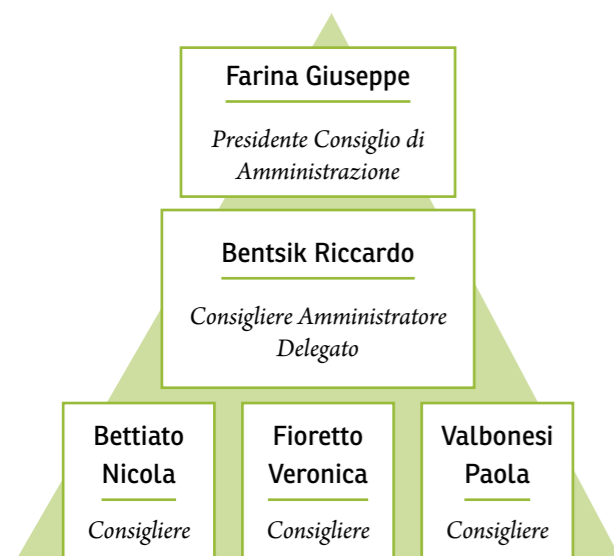 Farina Giuseppe
Presidente Consiglio di
Amministrazione
Bentsik Riccardo
Consigliere Amministratore
Delegato
Bettiato
Nicola
Consigliere
Fioretto
Veronica
Consigliere
Valbonesi
Paola
Consigliere